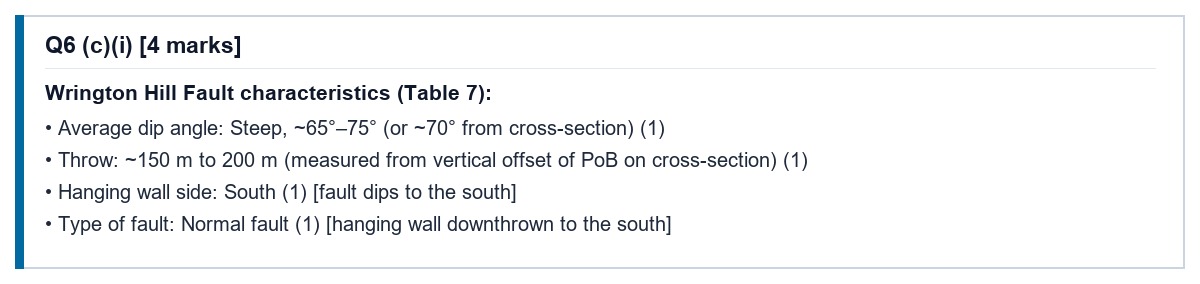 Q6 (c)(i) [4 marks]
Wrington Hill Fault characteristics (Table 7):
• Average dip angle: Steep, ~65°–75° (or ~70° from cross-section) (1)
• Throw: ~150 m to 200 m (measured from vertical offset of PoB on cross-section) (1)
• Hanging wall side: South (1) [fault dips to the south]
• Type of fault: Normal fault (1) [hanging wall downthrown to the south]